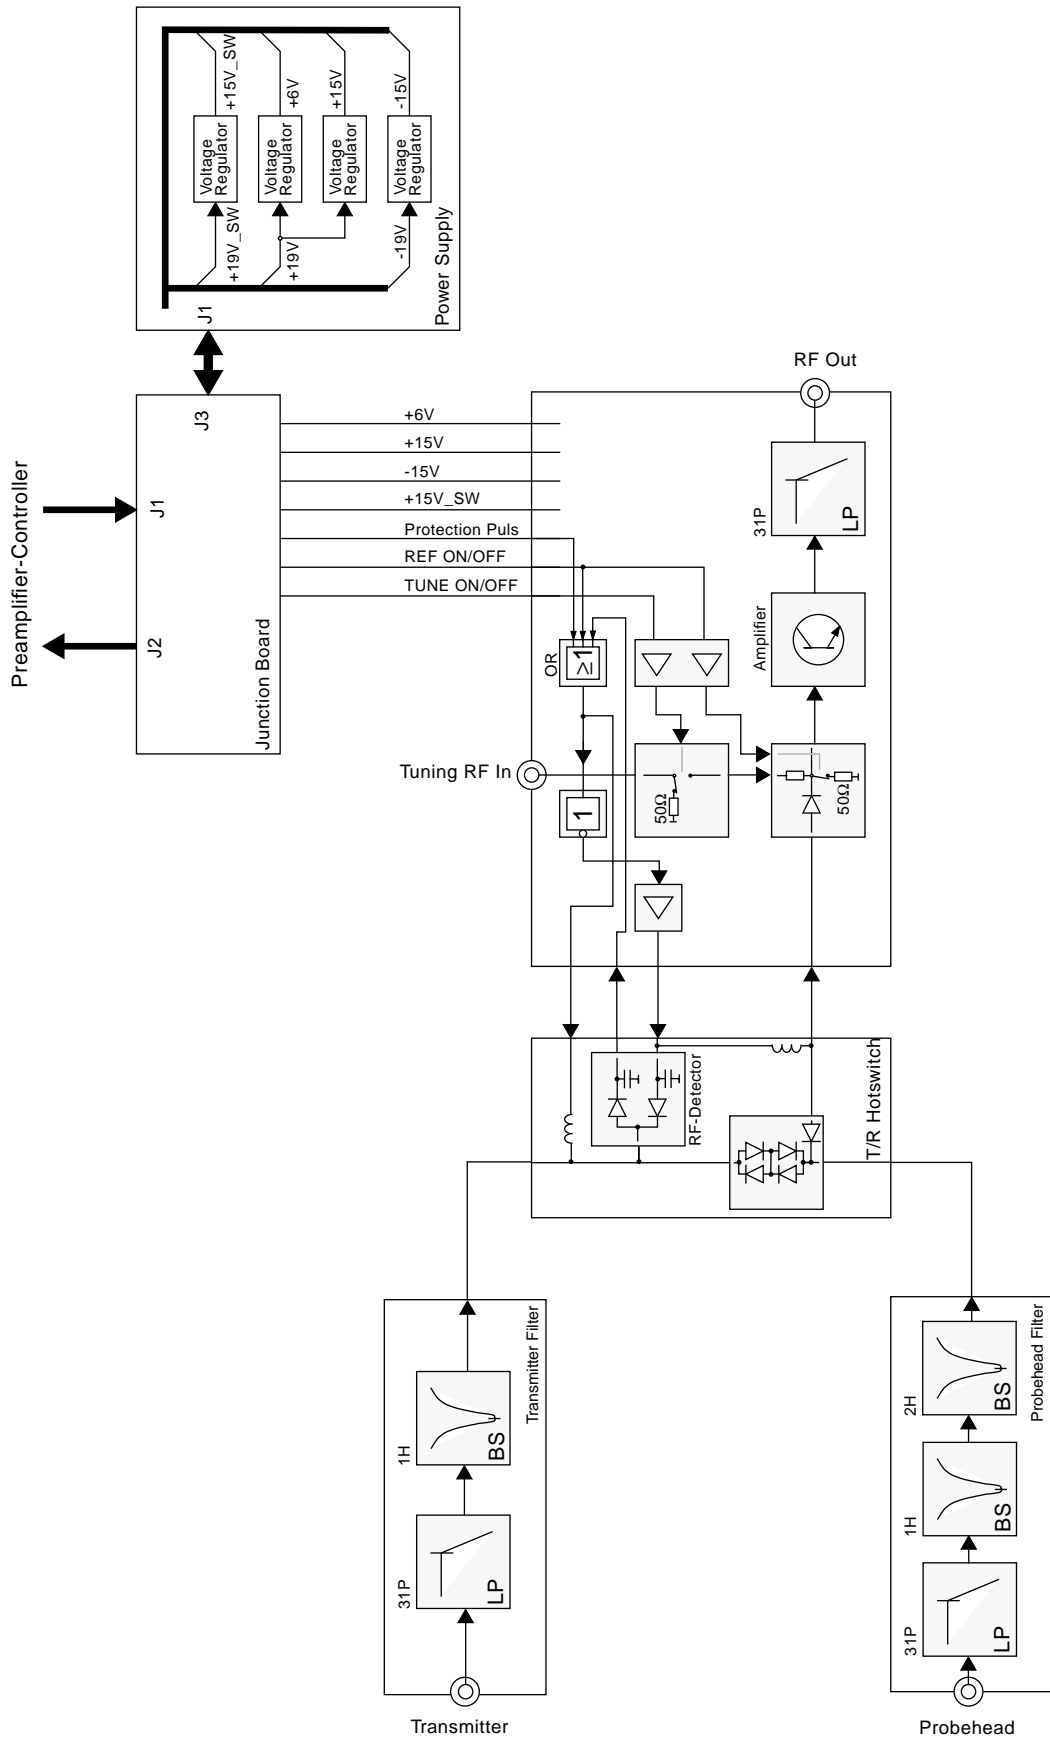 +19V_SW
Voltage
Regulator
+15V_SW
+19V
Voltage
Regulator
+6V
Voltage
Regulator
+15V
-19V
Voltage
Regulator
-15V
J1
Power Supply
Preamplifier-Controller
J3
J1
J2
Junction Board
+6V
+15V
-15V
+15V_SW
Protection Puls
REF ON/OFF
TUNE ON/OFF
RF Out
31P
LP
Amplifier
OR
≥1
Tuning RF In
1
50Ω
50Ω
RF-Detector
T/R Hotswitch
1H
BS
31P
LP
Transmitter Filter
Transmitter
2H
BS
1H
BS
31P
LP
Probehead Filter
Probehead